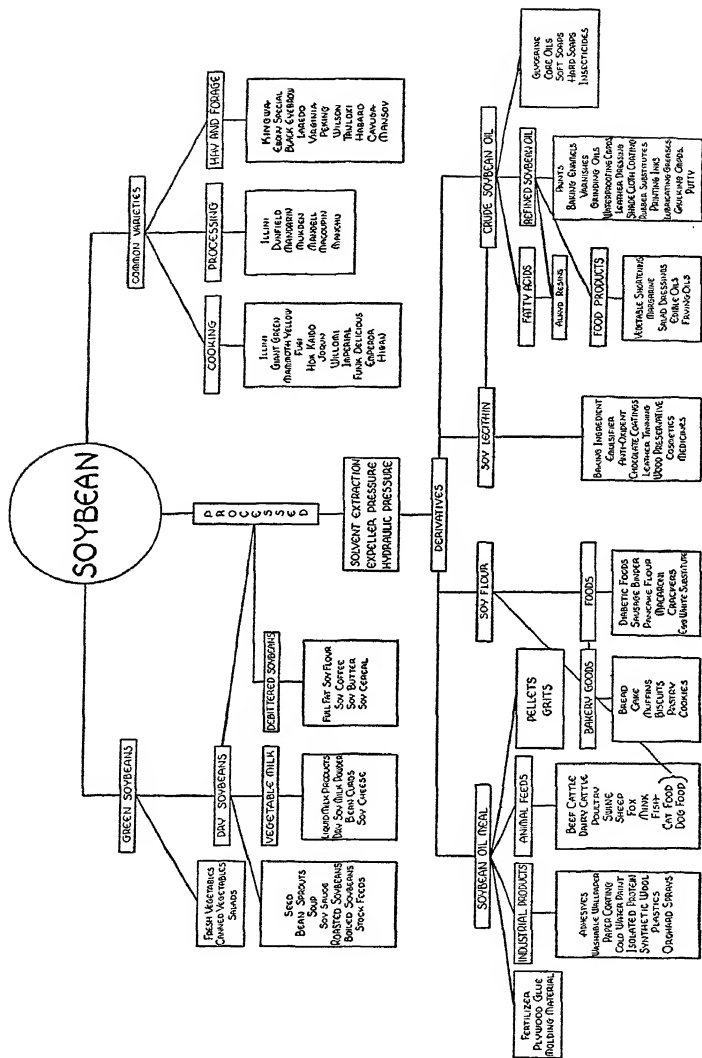 SOYBEAN
GREEN SOYBEANS
FRESH VEGETABLES
CANNED VEGETABLES
SALADS
DRY SOYBEANS
SEED
BEAN SPROUTS
SOUP
SOY SAUCE
ROASTED SOYBEANS
BOILED SOYBEANS
STOCK FEEDS
VEGETABLE MILK
LIQUID MILK PRODUCTS
DRY SOY MILK POWDER
BEAN CURDS
SOY CHEESE
PROCESSED
DEBITTERED SOYBEANS
FULL FAT SOY FLOUR
SOY COFFEE
SOY BUTTER
SOY CEREAL
SOLVENT EXTRACTION
EXPELLER PRESSURE
HYDRAULIC PRESSURE
COMMON VARIETIES
COOKING
ILLINI
GIANT GREEN
MAMMOTH YELLOW
FUJI
HOK KAIDO
JOGUN
WILLOMI
IMPERIAL
FUNK DELICIOUS
EMPEROR
HIGAN
PROCESSING
ILLINI
DUNFIELD
MANDARIN
MUKDEN
MANDELL
MACOUPIN
MANCHU
HAY AND FORAGE
KINGWA
EBON SPECIAL
BLACK EYEBROW
LAREDO
VIRGINIA
PEKING
WILSON
TANLOXI
HABARO
CAYUGA
MANSOY
DERIVATIVES
SOYBEAN OIL MEAL
FERTILIZER
PLYWOOD GLUE
MOLDING MATERIAL
INDUSTRIAL PRODUCTS
ADHESIVES
WASHABLE WALLPAPER
PAPER COATING
COLD WATER PAINT
ISOLATED PROTEIN
SYNTHETIC WOOL
PLASTICS
ORCHARD SPRAYS
ANIMAL FEEDS
BEEF CATTLE
DAIRY CATTLE
POULTRY
SWINE
SHEEP
FOX
MINK
FISH
CAT FOOD
DOG FOOD
PELLETS
GRITS
SOY FLOUR
BAKERY GOODS
BREAD
CAKE
MUFFINS
BISCUITS
PASTRY
COOKIES
FOODS
DIABETIC FOODS
SAUSAGE BINDER
PANCAKE FLOUR
MACARONI
CRACKERS
EGG WHITE SUBSTITUTE
SOY LECITHIN
BAKING INGREDIENT
EMULSIFIER
ANTI-OXIDENT
CHOCOLATE COATINGS
LEATHER TANNING
WOOD PRESERVATIVE
COSMETICS
MEDICINES
CRUDE SOYBEAN OIL
FATTY ACIDS
ALKYD RESINS
REFINED SOYBEAN OIL
FOOD PRODUCTS
VEGETABLE SHORTENING
MARGARINE
SALAD DRESSINGS
EDIBLE OILS
FRYING OILS
PAINTS
BAKING ENAMELS
VARNISHES
GRINDING OILS
WATERPROOFING CMPDS
LEATHER DRESSING
SHADE CLOTH COATING
RUBBER SUBSTITUTES
PRINTING INKS
LUBRICATING GREASES
CAULKING CMPDS
PUTTY
GLYCERINE
CORE OILS
SOFT SOAPS
HARD SOAPS
INSECTICIDES